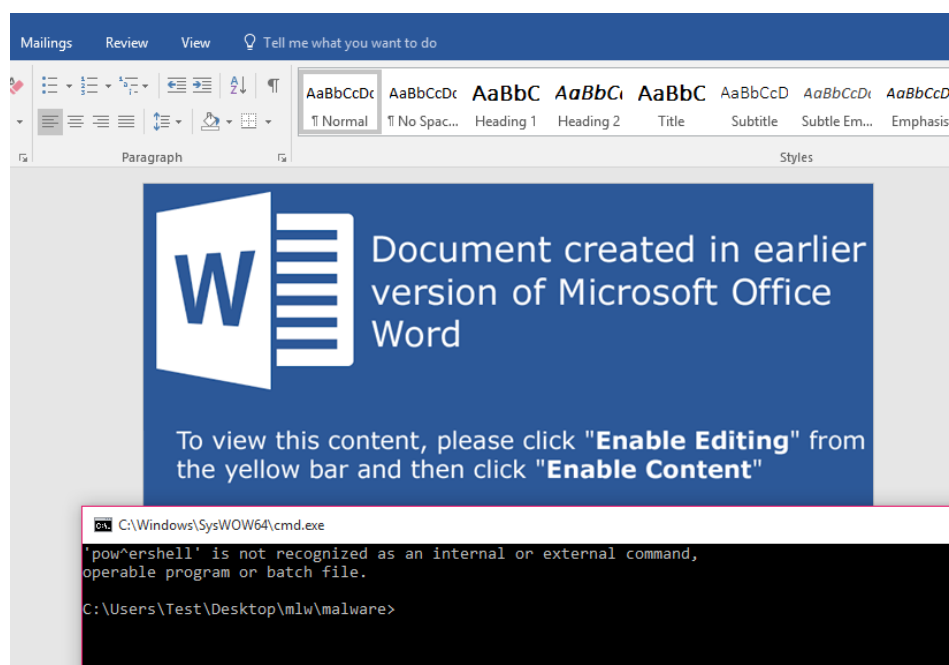 Mailings Review View Tell me what you want to do
AaBbCcDc AaBbCcDc AaBbC AaBbCc AaBbC AaBbCcD AaBbCcDc AaBbCcD
¶ Normal ¶ No Spac... Heading 1 Heading 2 Title Subtitle Subtle Em... Emphasis
Paragraph Styles
W
Document created in earlier
version of Microsoft Office
Word
To view this content, please click "Enable Editing" from
the yellow bar and then click "Enable Content"
C:\Windows\SysWOW64\cmd.exe
'pow^ershell' is not recognized as an internal or external command,
operable program or batch file.
C:\Users\Test\Desktop\mlw\malware>